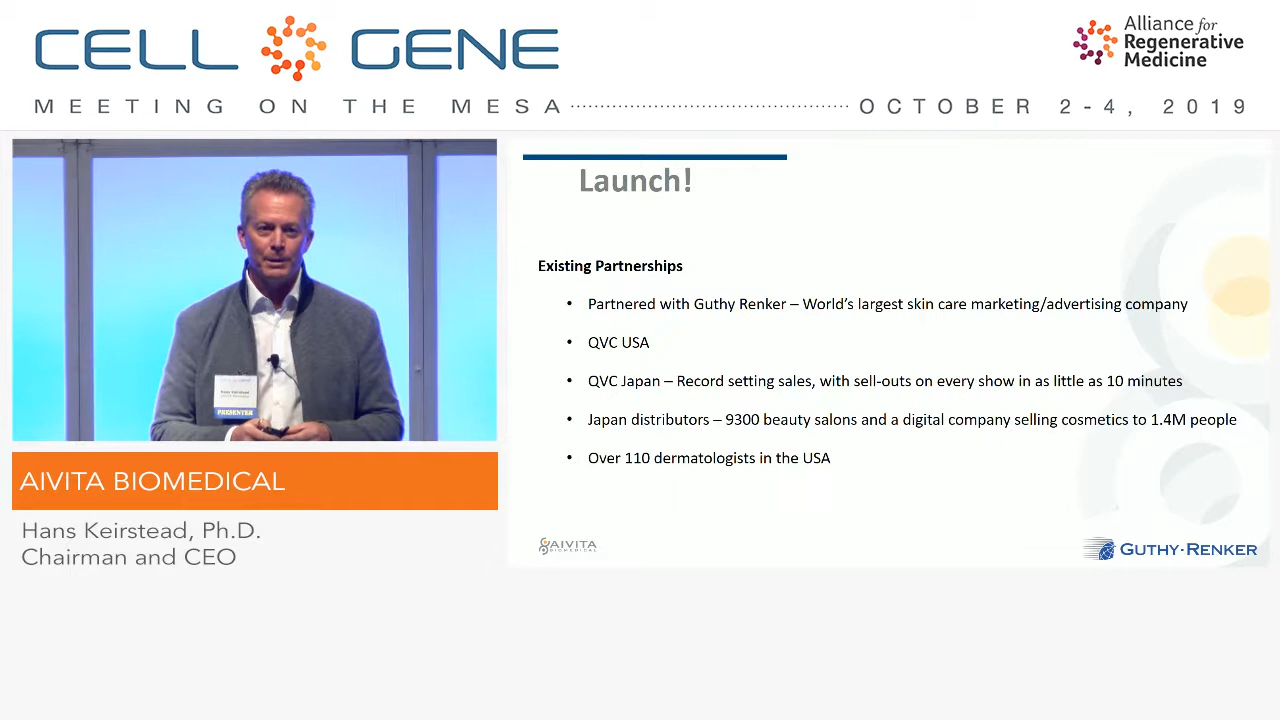 CELL GENE
Alliance for
Regenerative
Medicine
MEETING ON THE MESA
OCTOBER 2-4, 2019
Launch!
Existing Partnerships
• Partnered with Guthy Renker – World's largest skin care marketing/advertising company
• QVC USA
• QVC Japan – Record setting sales, with sell-outs on every show in as little as 10 minutes
• Japan distributors – 9300 beauty salons and a digital company selling cosmetics to 1.4M people
• Over 110 dermatologists in the USA
AIVITA
BIOMEDICAL
GUTHY-RENKER
PRESENTER
AIVITA BIOMEDICAL
Hans Keirstead, Ph.D.
Chairman and CEO